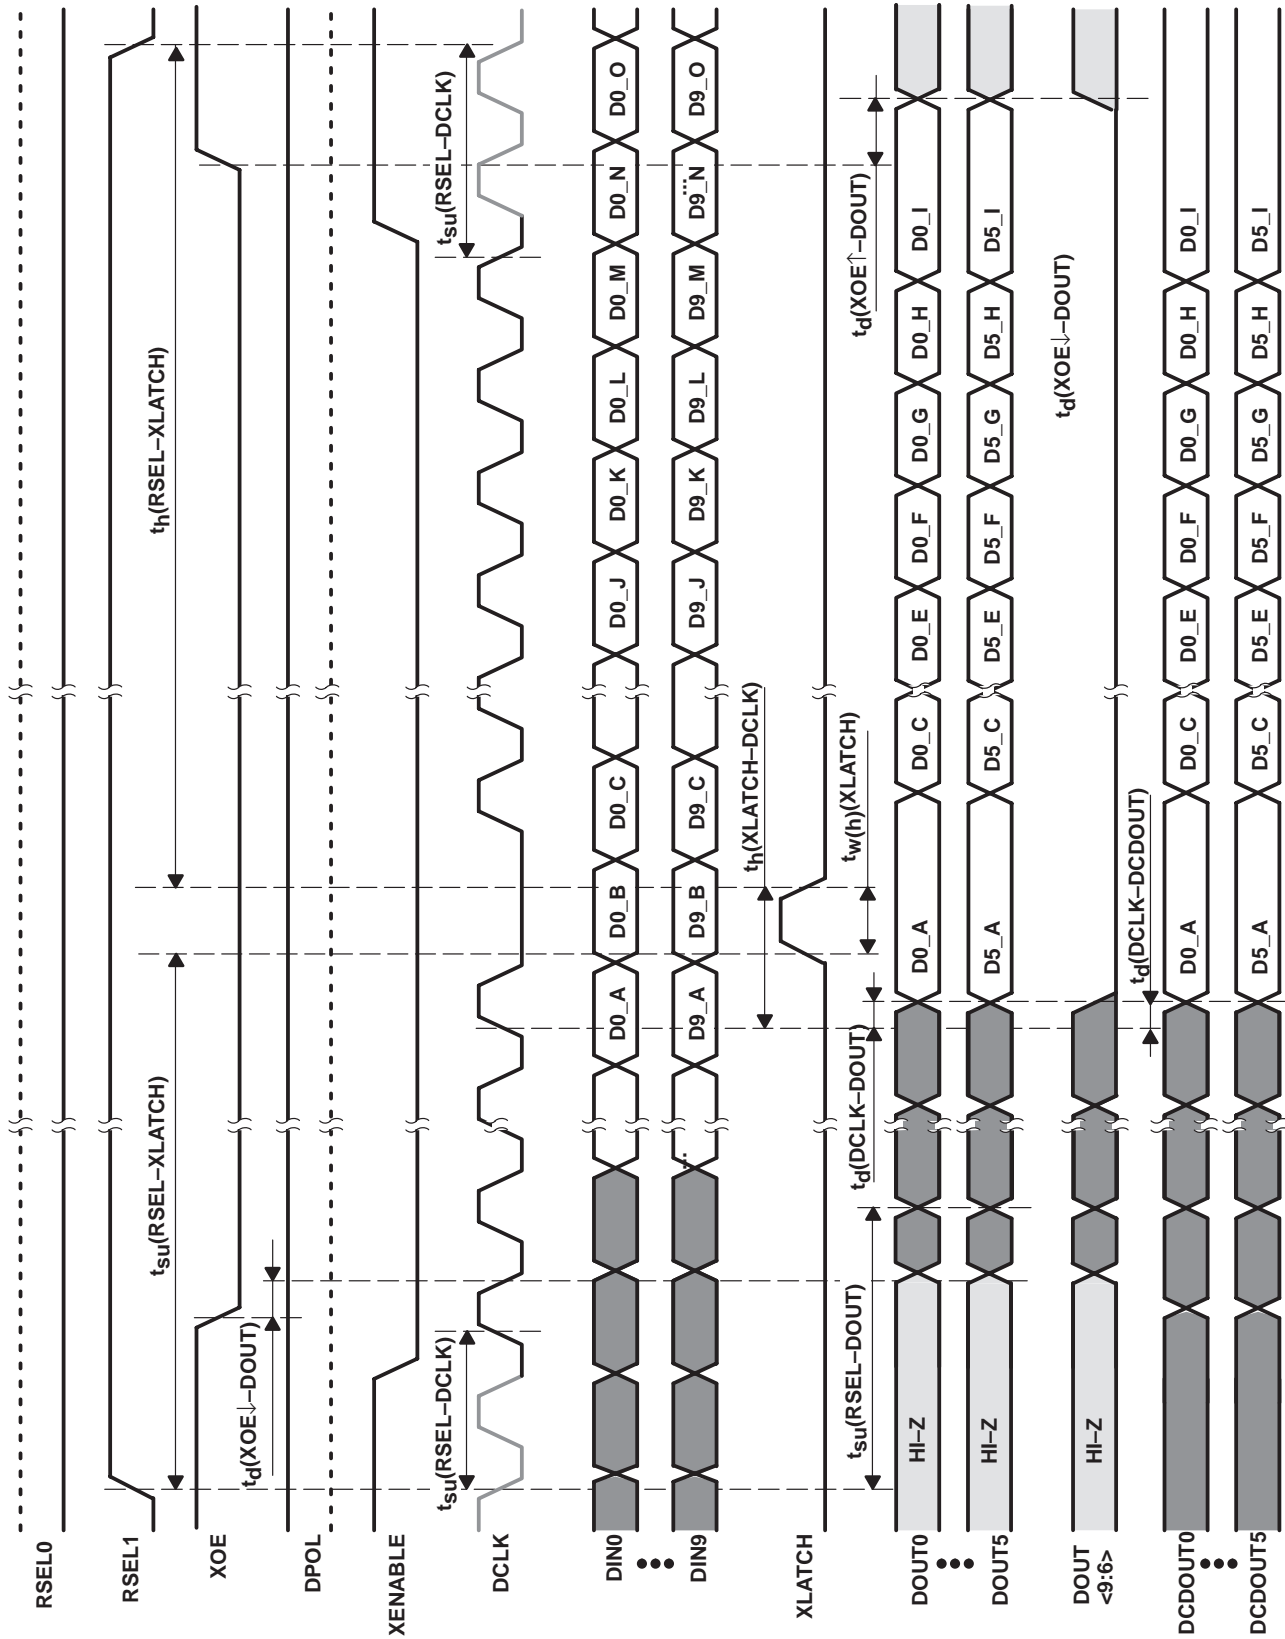 RSEL0
RSEL1
th(RSEL–XLATCH)
tsu(RSEL–XLATCH)
XOE
td(XOE↓–DOUT)
DPOL
XENABLE
tsu(RSEL–DCLK)
tsu(RSEL–DCLK)
DCLK
DIN0
D0_A
D0_B
D0_C
D0_J
D0_K
D0_L
D0_M
D0_N
D0_O
DIN9
D9_A
D9_B
D9_C
D9_J
D9_K
D9_L
D9_M
D9_N
D9_O
th(XLATCH–DCLK)
XLATCH
tw(h)(XLATCH)
tsu(RSEL–DOUT)
td(DCLK–DOUT)
td(XOE↑–DOUT)
DOUT0
HI–Z
D0_A
D0_C
D0_E
D0_F
D0_G
D0_H
D0_I
DOUT5
HI–Z
D5_A
D5_C
D5_E
D5_F
D5_G
D5_H
D5_I
td(XOE↓–DOUT)
DOUT
<9:6>
HI–Z
td(DCLK–DCDOUT)
DCDOUT0
D0_A
D0_C
D0_E
D0_F
D0_G
D0_H
D0_I
DCDOUT5
D5_A
D5_C
D5_E
D5_F
D5_G
D5_H
D5_I